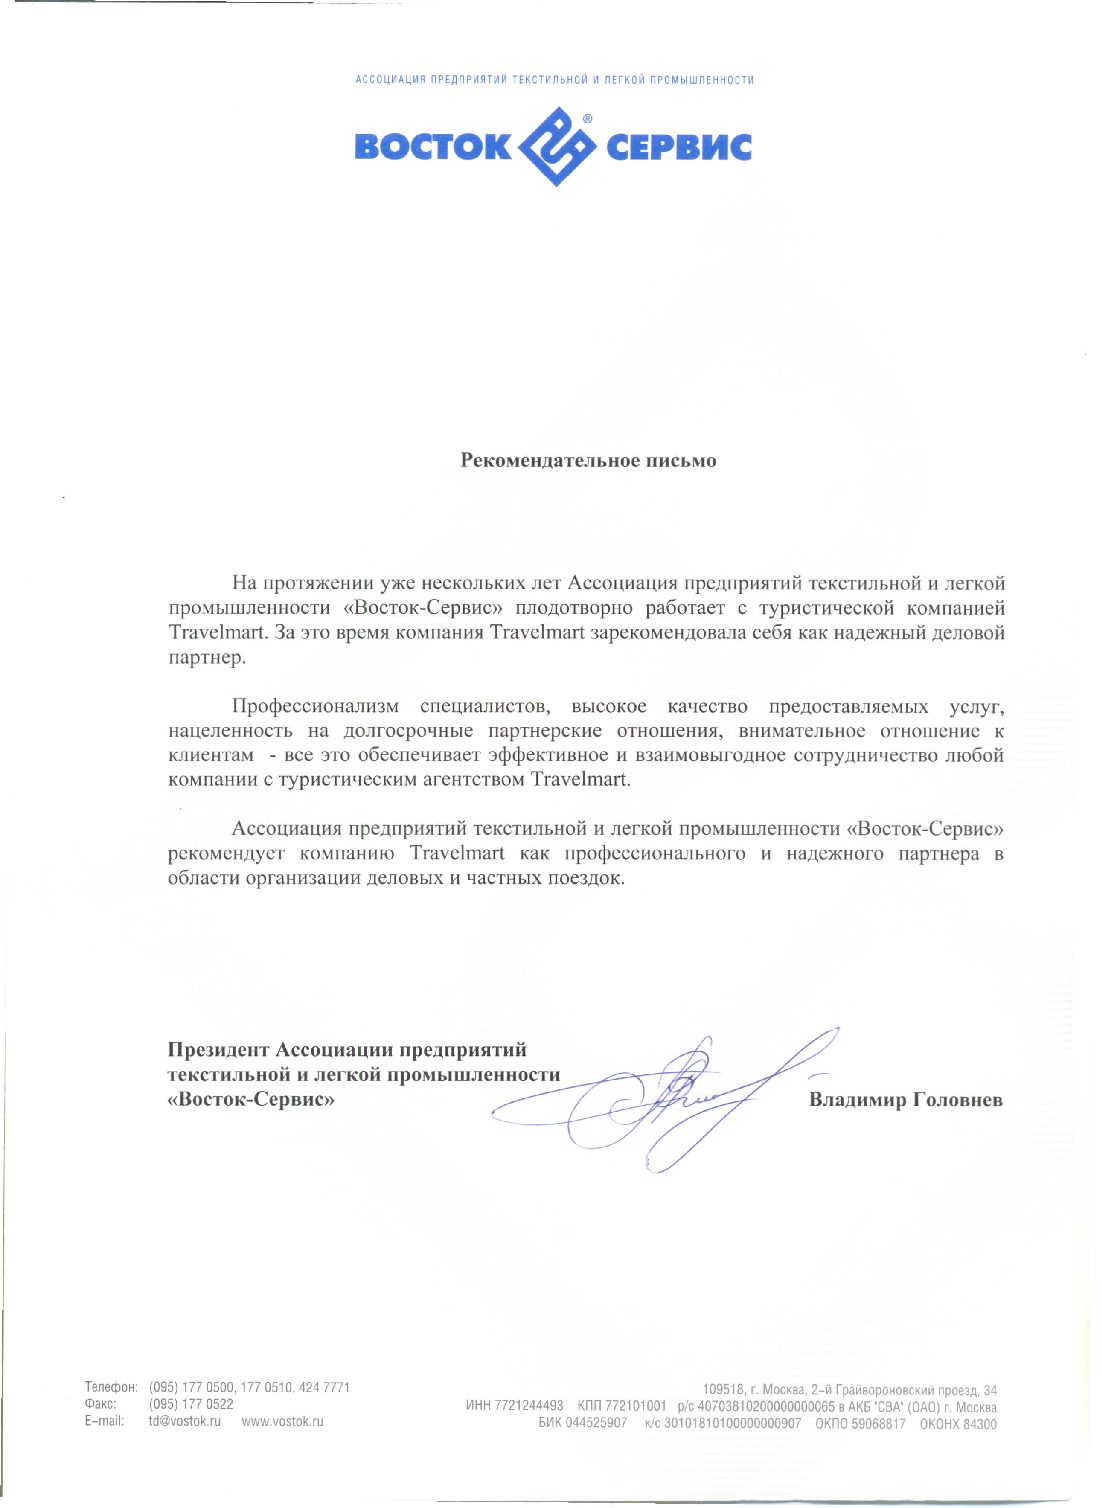 АССОЦИАЦИЯ ПРЕДПРИЯТИЙ ТЕКСТИЛЬНОЙ И ЛЕГКОЙ ПРОМЫШЛЕННОСТИ
ВОСТОК ® СЕРВИС
Рекомендательное письмо
На протяжении уже нескольких лет Ассоциация предприятий текстильной и легкой
промышленности «Восток-Сервис» плодотворно работает с туристической компанией
Travelmart. За это время компания Travelmart зарекомендовала себя как надежный деловой
партнер.
Профессионализм специалистов, высокое качество предоставляемых услуг,
нацеленность на долгосрочные партнерские отношения, внимательное отношение к
клиентам - все это обеспечивает эффективное и взаимовыгодное сотрудничество любой
компании с туристическим агентством Travelmart.
Ассоциация предприятий текстильной и легкой промышленности «Восток-Сервис»
рекомендует компанию Travelmart как профессионального и надежного партнера в
области организации деловых и частных поездок.
Президент Ассоциации предприятий
текстильной и легкой промышленности
«Восток-Сервис» Владимир Головнев
Телефон: (095) 177 0500, 177 0510, 424 7771
Факс: (095) 177 0522
E-mail: td@vostok.ru www.vostok.ru
109518, г. Москва, 2-й Грайвороновский проезд, 34
ИНН 7721244493 КПП 772101001 р/с 40703810200000000065 в АКБ "СВА" (ОАО) г. Москва
БИК 044525907 к/с 30101810100000000907 ОКПО 59068817 ОКОНХ 84300